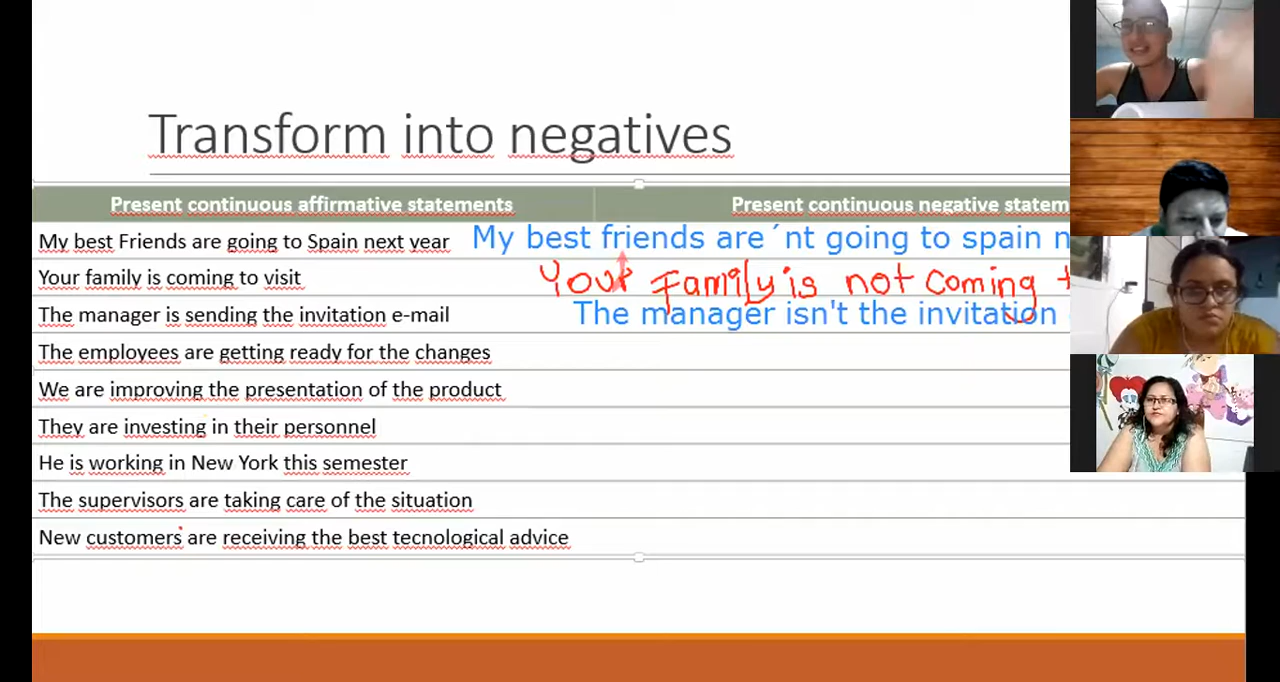 Transform into negatives
Present continuous affirmative statements Present continuous negative statem
My best Friends are going to Spain next year My best friends are´nt going to spain n
Your family is coming to visit Your Family is not coming t
The manager is sending the invitation e-mail The manager isn't the invitation
The employees are getting ready for the changes
We are improving the presentation of the product
They are investing in their personnel
He is working in New York this semester
The supervisors are taking care of the situation
New customers are receiving the best tecnological advice